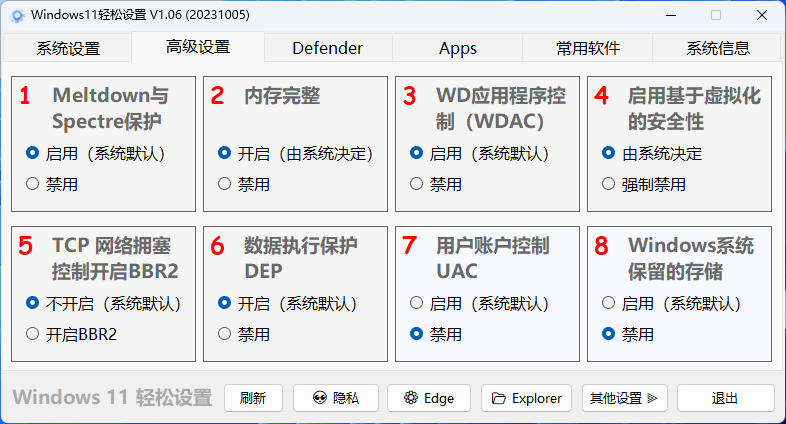 Windows11轻松设置 V1.06 (20231005)
系统设置 高级设置 Defender Apps 常用软件 系统信息
1 Meltdown与
Spectre保护
启用（系统默认）
禁用
2 内存完整
开启（由系统决定）
禁用
3 WD应用程序控
制（WDAC）
启用（系统默认）
禁用
4 启用基于虚拟化
的安全性
由系统决定
强制禁用
5 TCP 网络拥塞
控制开启BBR2
不开启（系统默认）
开启BBR2
6 数据执行保护
DEP
开启（系统默认）
禁用
7 用户账户控制
UAC
启用（系统默认）
禁用
8 Windows系统
保留的存储
启用（系统默认）
禁用
Windows 11 轻松设置 刷新 隐私 Edge Explorer 其他设置 退出